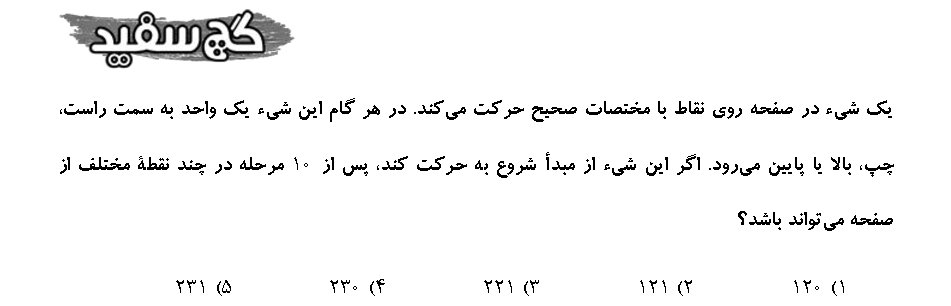 گچ سفید
یک شیء در صفحه روی نقاط با مختصات صحیح حرکت می‌کند. در هر گام این شیء یک واحد به سمت راست،
چپ، بالا یا پایین می‌رود. اگر این شیء از مبدأ شروع به حرکت کند، پس از ۱۰ مرحله در چند نقطهٔ مختلف از
صفحه می‌تواند باشد؟
۱) ۱۲۰ ۲) ۱۲۱ ۳) ۲۲۱ ۴) ۲۳۰ ۵) ۲۳۱